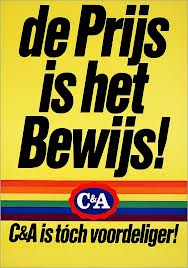 de Prijs
is het
Bewijs!
C&A
C&A is tóch voordeliger!